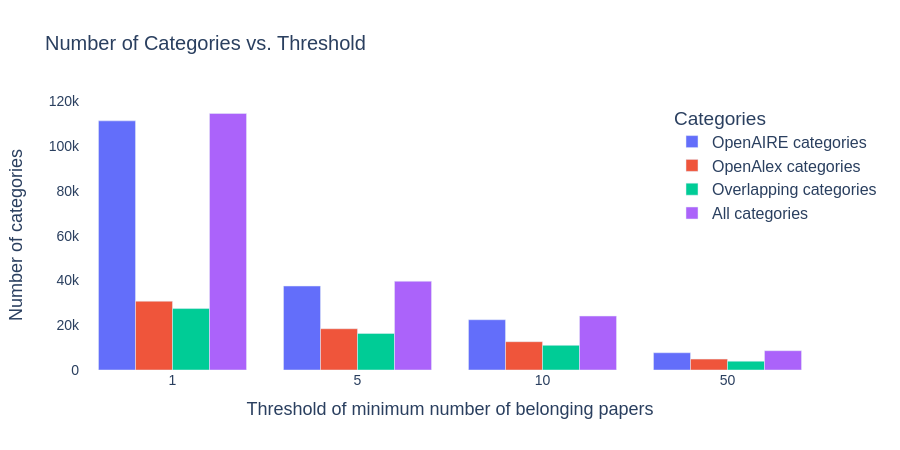 Number of Categories vs. Threshold
Number of categories
120k
100k
80k
60k
40k
20k
0
1
5
10
50
Threshold of minimum number of belonging papers
Categories
OpenAIRE categories
OpenAlex categories
Overlapping categories
All categories